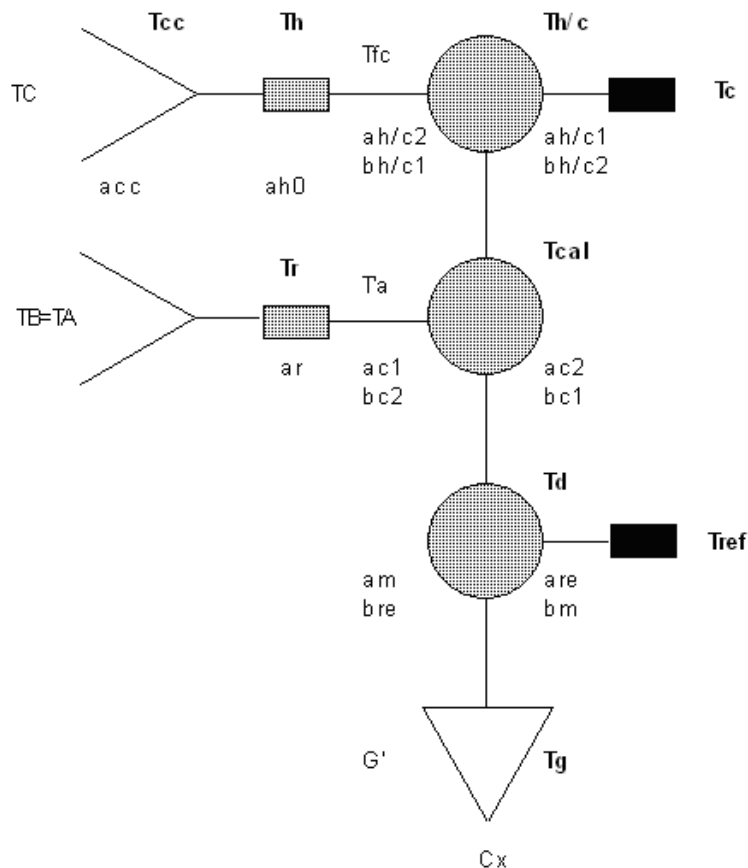 Tcc
Th
Th/c
Tfc
TC
Tc
ah/c2
bh/c1
ah/c1
bh/c2
acc
ah0
Tr
Tcal
T'a
TB=TA
ar
ac1
bc2
ac2
bc1
Td
Tref
am
bre
are
bm
G'
Tg
Cx